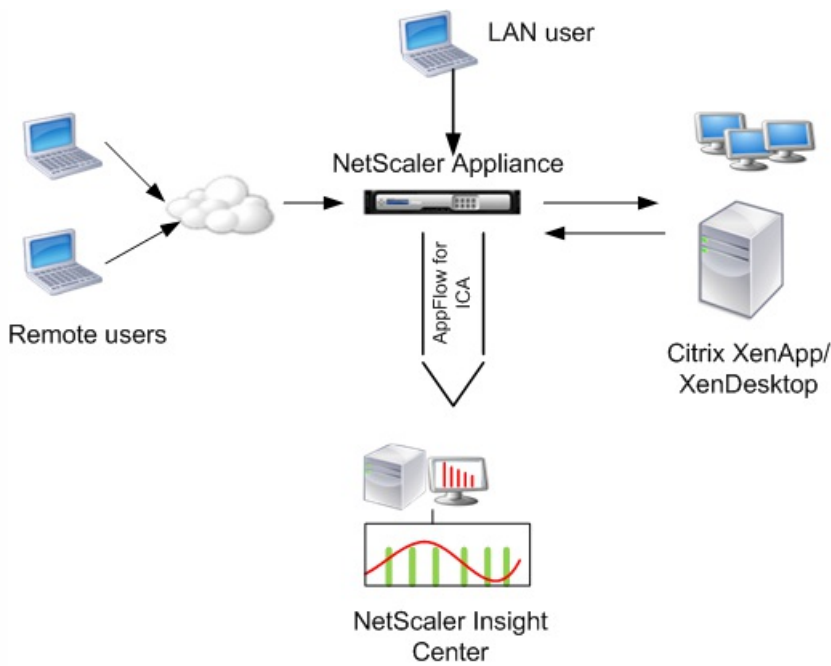 LAN user
NetScaler Appliance
Remote users
AppFlow for
ICA
Citrix XenApp/
XenDesktop
NetScaler Insight
Center